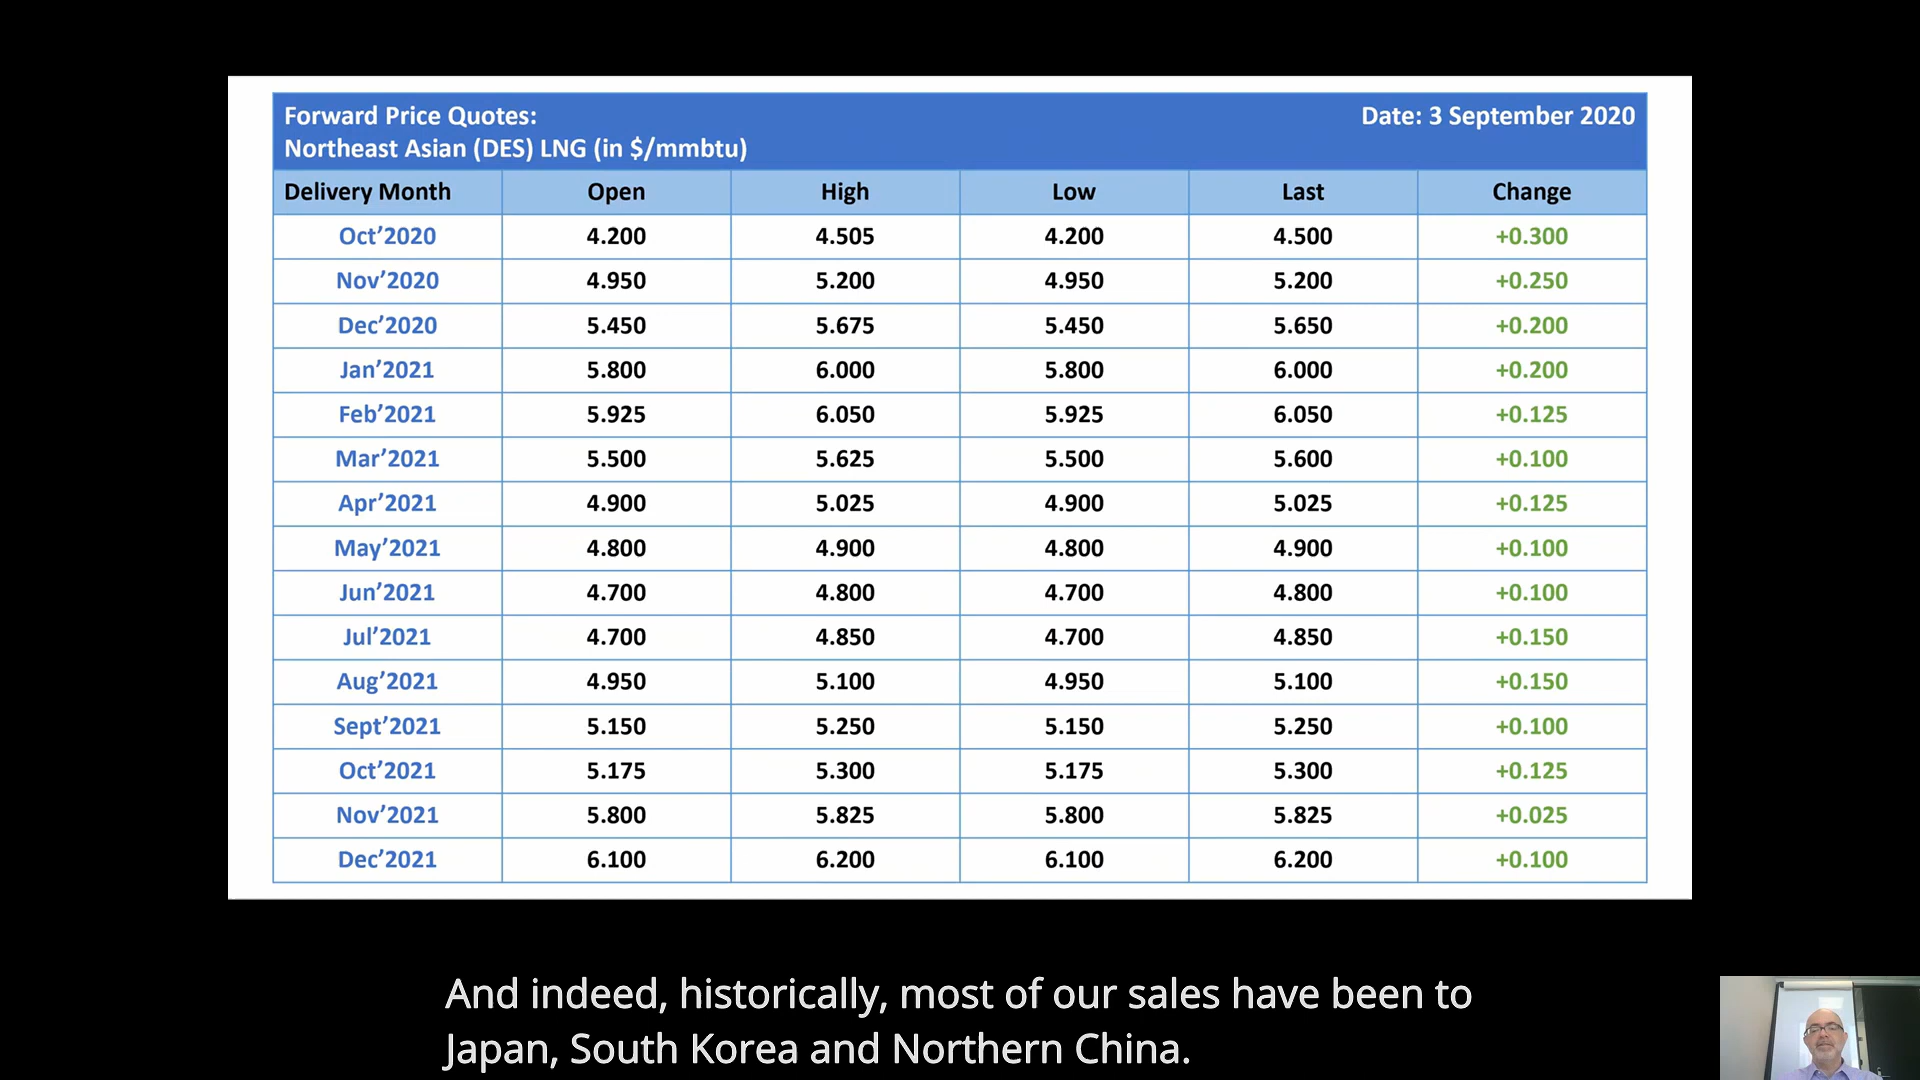 Forward Price Quotes: Date: 3 September 2020
Northeast Asian (DES) LNG (in $/mmbtu)
Delivery Month Open High Low Last Change
Oct’2020 4.200 4.505 4.200 4.500 +0.300
Nov’2020 4.950 5.200 4.950 5.200 +0.250
Dec’2020 5.450 5.675 5.450 5.650 +0.200
Jan’2021 5.800 6.000 5.800 6.000 +0.200
Feb’2021 5.925 6.050 5.925 6.050 +0.125
Mar’2021 5.500 5.625 5.500 5.600 +0.100
Apr’2021 4.900 5.025 4.900 5.025 +0.125
May’2021 4.800 4.900 4.800 4.900 +0.100
Jun’2021 4.700 4.800 4.700 4.800 +0.100
Jul’2021 4.700 4.850 4.700 4.850 +0.150
Aug’2021 4.950 5.100 4.950 5.100 +0.150
Sept’2021 5.150 5.250 5.150 5.250 +0.100
Oct’2021 5.175 5.300 5.175 5.300 +0.125
Nov’2021 5.800 5.825 5.800 5.825 +0.025
Dec’2021 6.100 6.200 6.100 6.200 +0.100
And indeed, historically, most of our sales have been to
Japan, South Korea and Northern China.